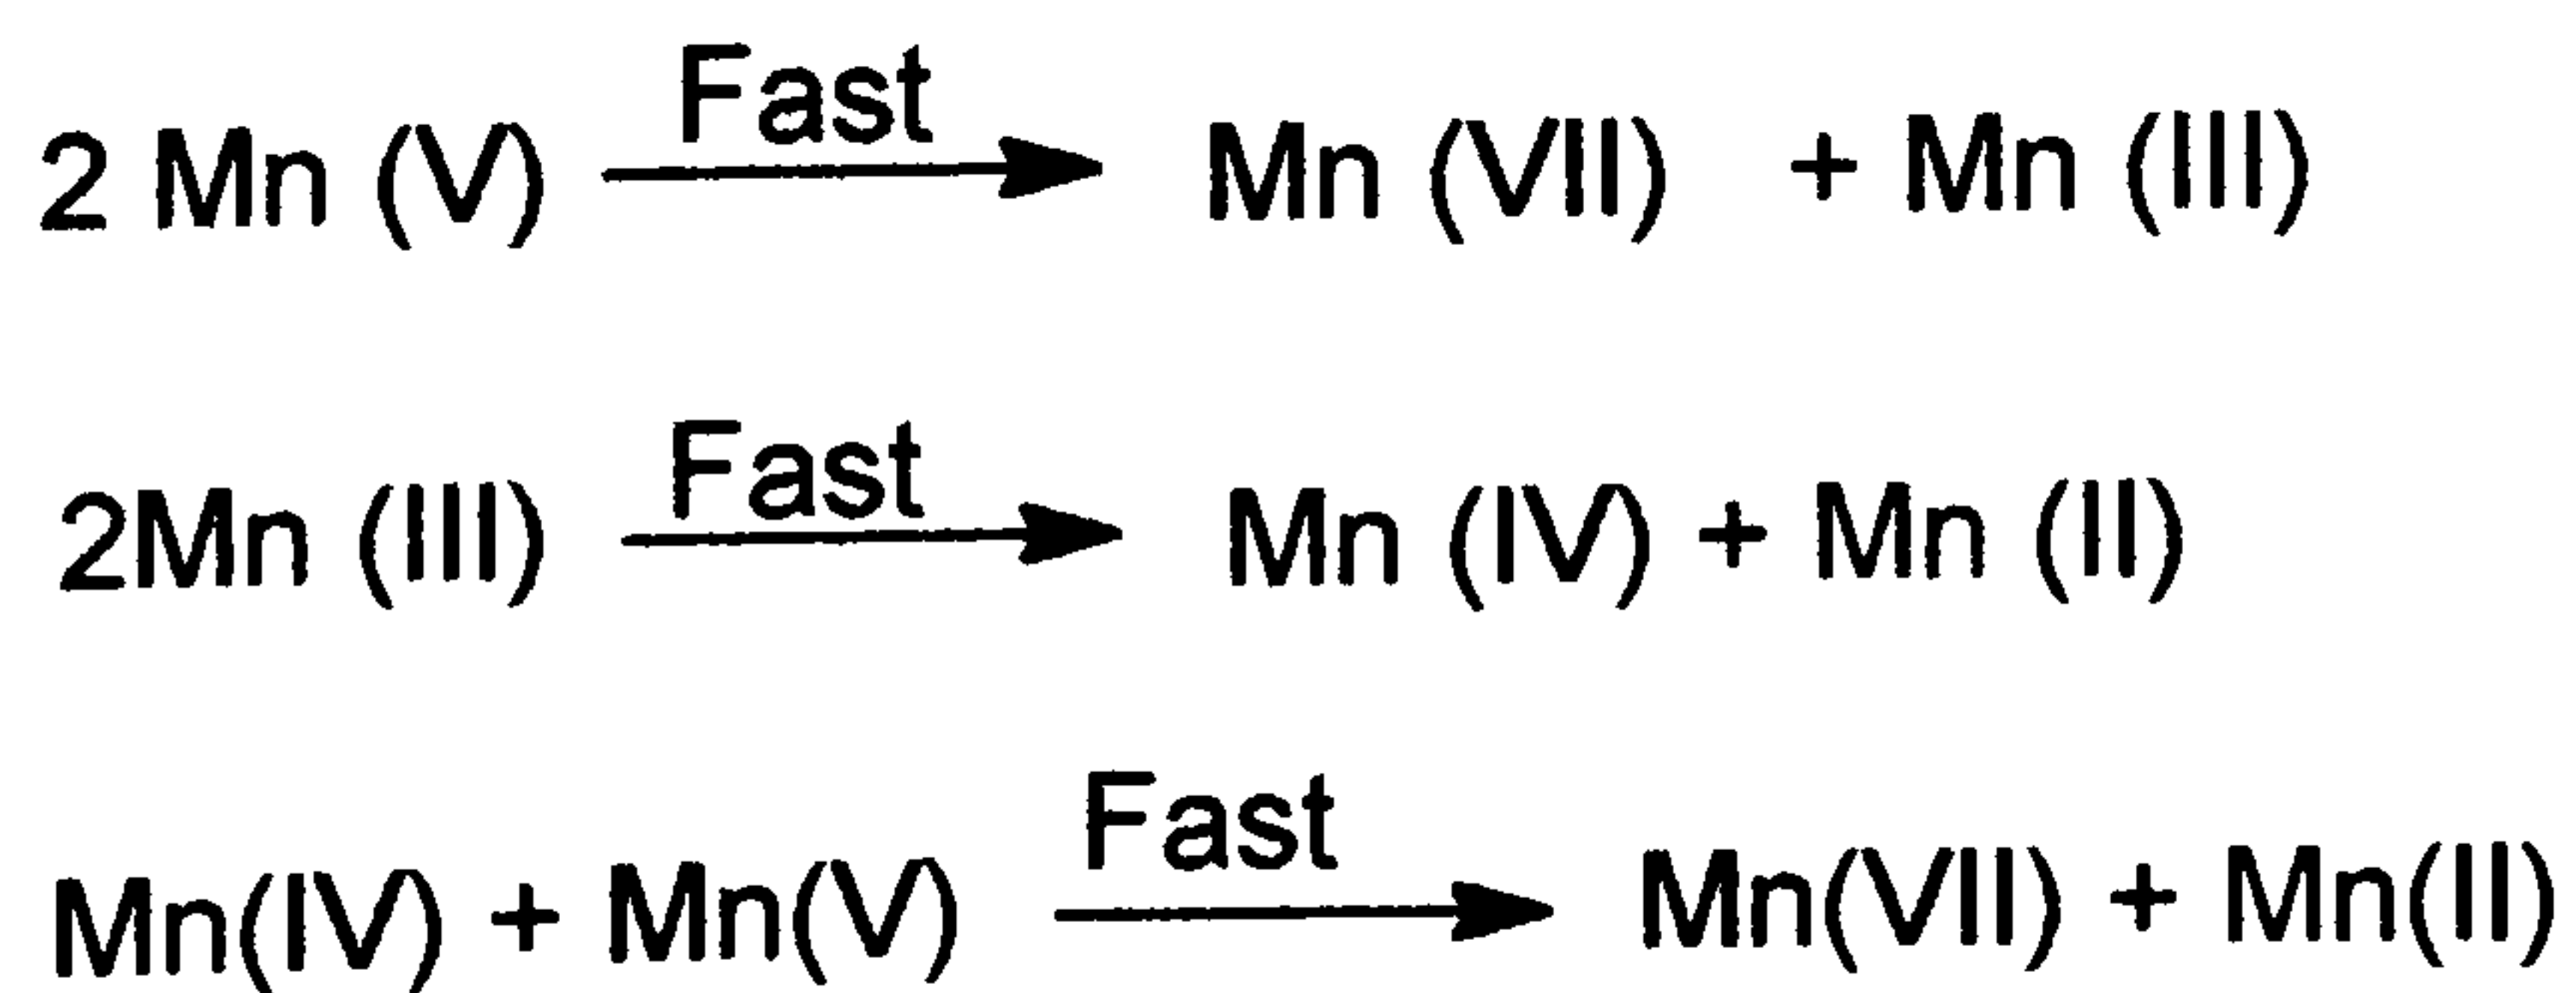 2 Mn (V) Fast Mn (VII) + Mn (III)
2Mn (III) Fast Mn (IV) + Mn (II)
Mn(IV) + Mn(V) Fast Mn(VII) + Mn(II)